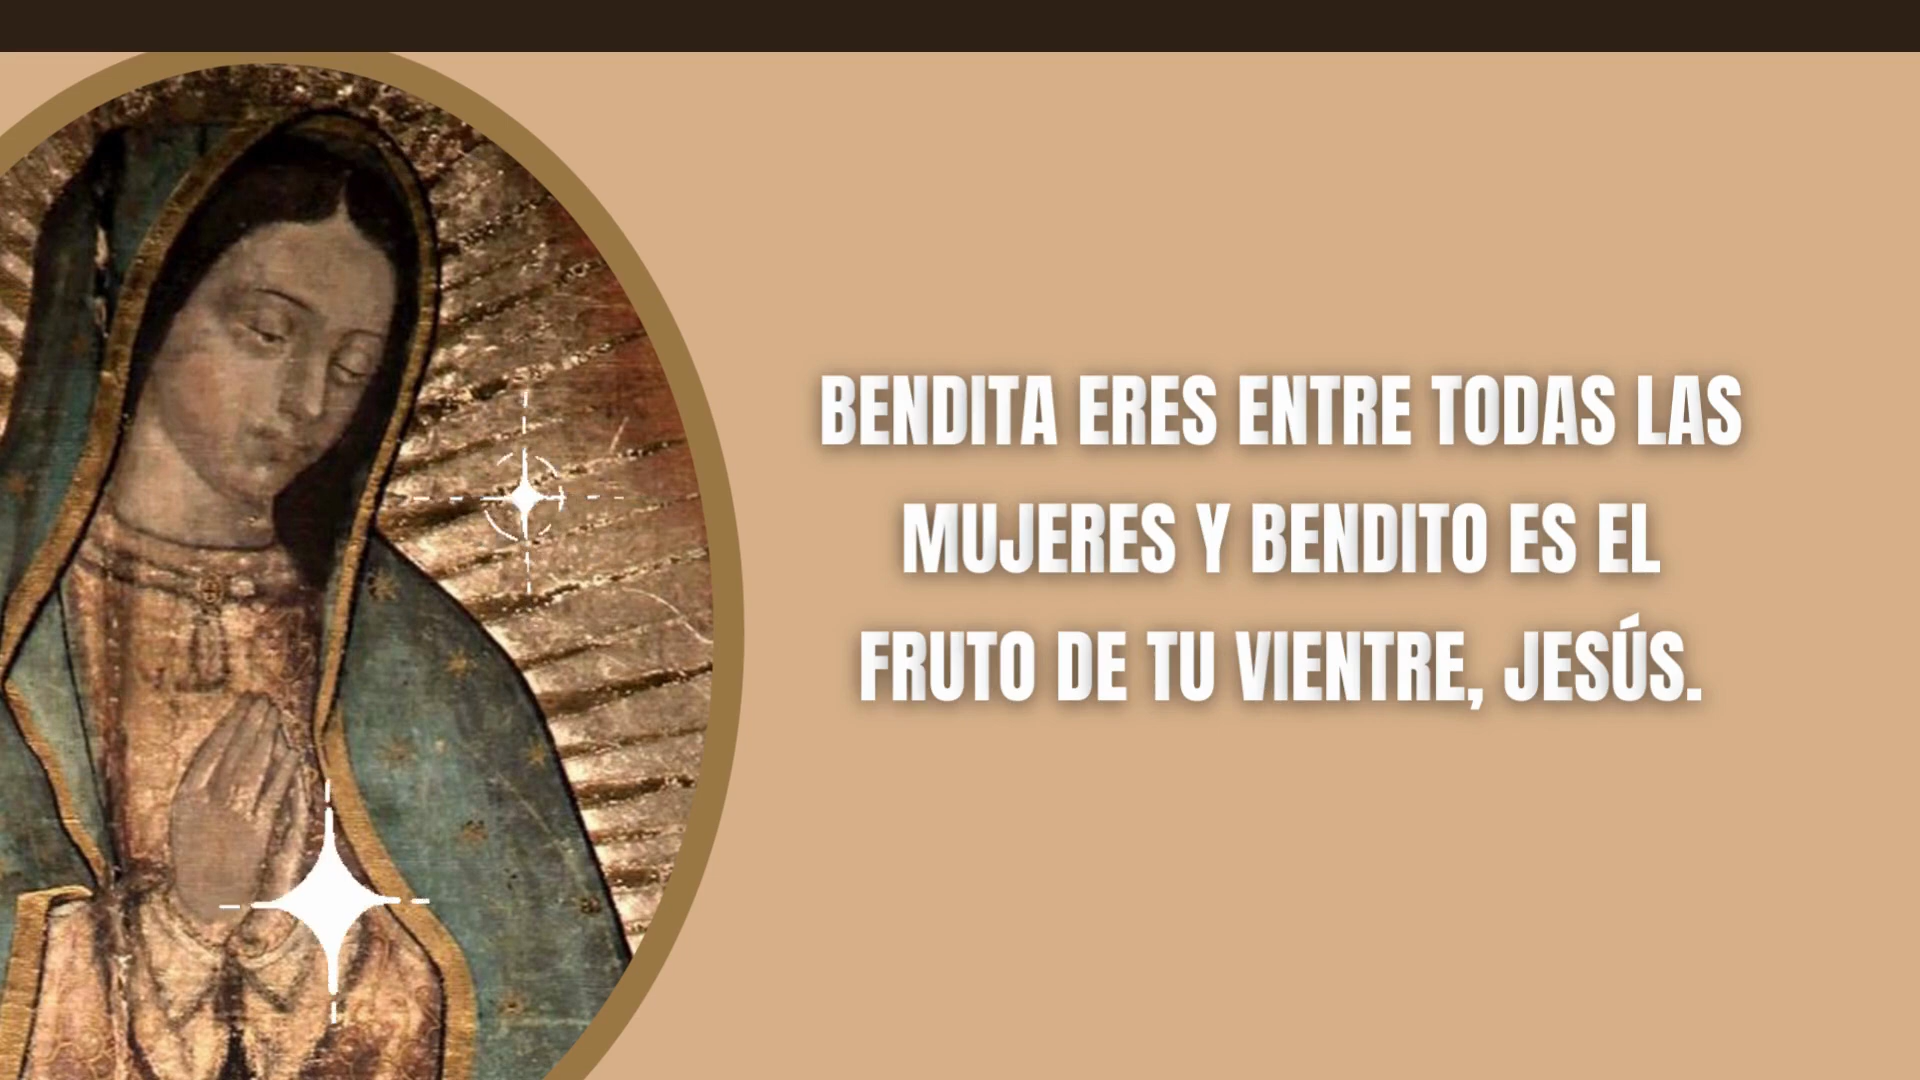 BENDITA ERES ENTRE TODAS LAS
MUJERES Y BENDITO ES EL
FRUTO DE TU VIENTRE, JESÚS.